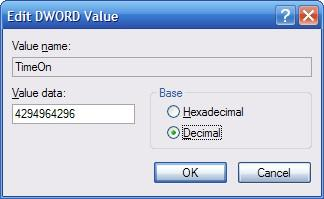 Edit DWORD Value
Value name:
TimeOn
Value data:
4294964296
Base
Hexadecimal
Decimal
OK Cancel